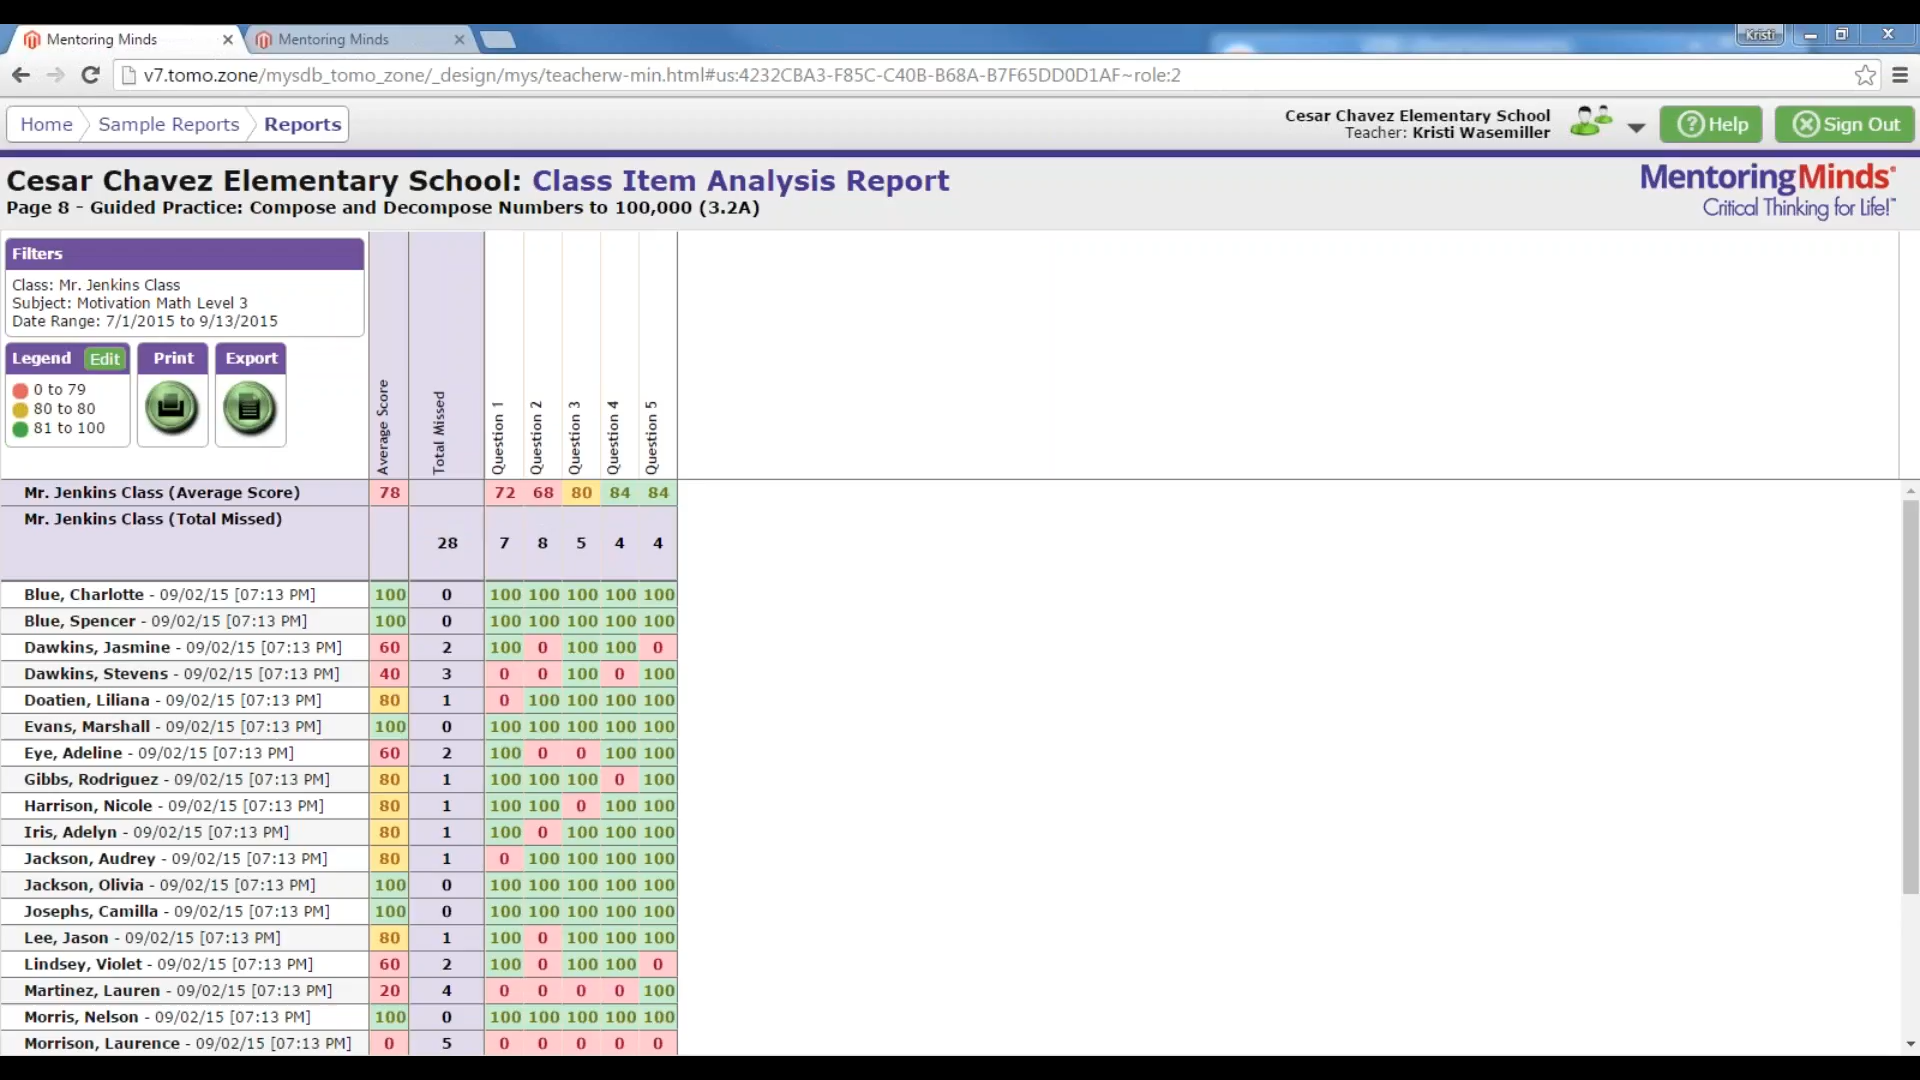 Mentoring Minds
Mentoring Minds
Kristi
v7.tomo.zone/mysdb_tomo_zone/_design/mys/teacherw-min.html#us:4232CBA3-F85C-C40B-B68A-B7F65DD0D1AF~role:2
Home Sample Reports Reports
Cesar Chavez Elementary School
Teacher: Kristi Wasemiller
Help
Sign Out
Cesar Chavez Elementary School: Class Item Analysis Report
Page 8 - Guided Practice: Compose and Decompose Numbers to 100,000 (3.2A)
MentoringMinds
Critical Thinking for Life!
Filters
Class: Mr. Jenkins Class
Subject: Motivation Math Level 3
Date Range: 7/1/2015 to 9/13/2015
Legend Edit Print Export
0 to 79
80 to 80
81 to 100
Average Score
Total Missed
Question 1
Question 2
Question 3
Question 4
Question 5
Mr. Jenkins Class (Average Score) 78 72 68 80 84 84
Mr. Jenkins Class (Total Missed) 28 7 8 5 4 4
Blue, Charlotte - 09/02/15 [07:13 PM] 100 0 100 100 100 100 100
Blue, Spencer - 09/02/15 [07:13 PM] 100 0 100 100 100 100 100
Dawkins, Jasmine - 09/02/15 [07:13 PM] 60 2 100 0 100 100 0
Dawkins, Stevens - 09/02/15 [07:13 PM] 40 3 0 0 100 0 100
Doatien, Liliana - 09/02/15 [07:13 PM] 80 1 0 100 100 100 100
Evans, Marshall - 09/02/15 [07:13 PM] 100 0 100 100 100 100 100
Eye, Adeline - 09/02/15 [07:13 PM] 60 2 100 0 0 100 100
Gibbs, Rodriguez - 09/02/15 [07:13 PM] 80 1 100 100 100 0 100
Harrison, Nicole - 09/02/15 [07:13 PM] 80 1 100 100 0 100 100
Iris, Adelyn - 09/02/15 [07:13 PM] 80 1 100 0 100 100 100
Jackson, Audrey - 09/02/15 [07:13 PM] 80 1 0 100 100 100 100
Jackson, Olivia - 09/02/15 [07:13 PM] 100 0 100 100 100 100 100
Josephs, Camilla - 09/02/15 [07:13 PM] 100 0 100 100 100 100 100
Lee, Jason - 09/02/15 [07:13 PM] 80 1 100 0 100 100 100
Lindsey, Violet - 09/02/15 [07:13 PM] 60 2 100 0 100 100 0
Martinez, Lauren - 09/02/15 [07:13 PM] 20 4 0 0 0 0 100
Morris, Nelson - 09/02/15 [07:13 PM] 100 0 100 100 100 100 100
Morrison, Laurence - 09/02/15 [07:13 PM] 0 5 0 0 0 0 0